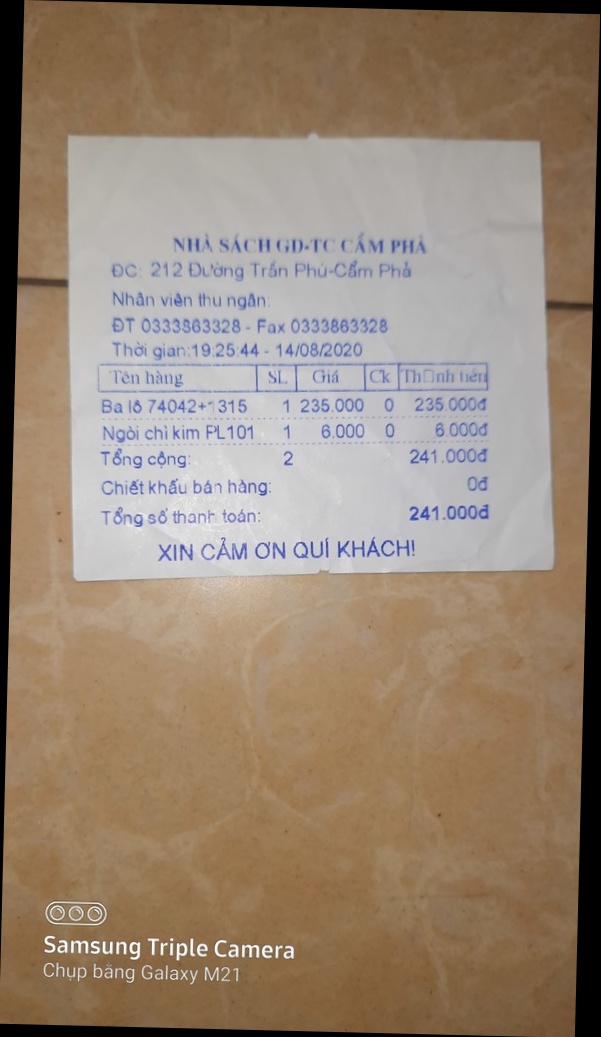 NHÀ SÁCH GD-TC CẨM PHẢ
ĐC: 212 Đường Trần Phú-Cẩm Phả
Nhân viên thu ngân:
ĐT 0333863328 - Fax 0333863328
Thời gian:19:25:44 - 14/08/2020
Tên hàng SL Giá Ck Th□nh tiền
Ba lô 74042+1315 1 235.000 0 235.000đ
Ngòi chì kim PL101 1 6.000 0 6.000đ
Tổng cộng: 2 241.000đ
Chiết khấu bán hàng: 0đ
Tổng số thanh toán: 241.000đ
XIN CẢM ƠN QUÍ KHÁCH!
Samsung Triple Camera
Chụp bằng Galaxy M21